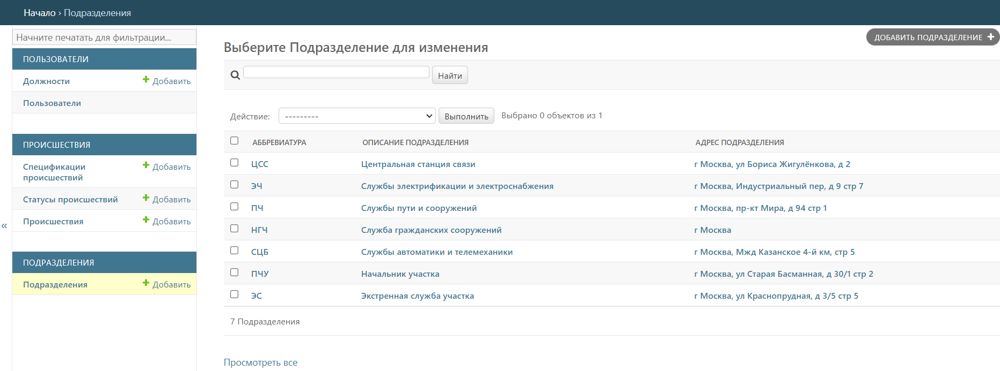 Начало › Подразделения
Начните печатать для фильтрации...
ПОЛЬЗОВАТЕЛИ
Должности Добавить
Пользователи
ПРОИСШЕСТВИЯ
Спецификации
происшествий Добавить
Статусы происшествий Добавить
Происшествия Добавить
ПОДРАЗДЕЛЕНИЯ
Подразделения Добавить
«
Выберите Подразделение для изменения
ДОБАВИТЬ ПОДРАЗДЕЛЕНИЕ +
Найти
Действие: --------- Выполнить Выбрано 0 объектов из 1
АББРЕВИАТУРА ОПИСАНИЕ ПОДРАЗДЕЛЕНИЯ АДРЕС ПОДРАЗДЕЛЕНИЯ
ЦСС Центральная станция связи г Москва, ул Бориса Жигулёнкова, д 2
ЭЧ Службы электрификации и электроснабжения г Москва, Индустриальный пер, д 9 стр 7
ПЧ Службы пути и сооружений г Москва, пр-кт Мира, д 94 стр 1
НГЧ Служба гражданских сооружений г Москва
СЦБ Службы автоматики и телемеханики г Москва, Мжд Казанское 4-й км, стр 5
ПЧУ Начальник участка г Москва, ул Старая Басманная, д 30/1 стр 2
ЭС Экстренная служба участка г Москва, ул Краснопрудная, д 3/5 стр 5
7 Подразделения
Просмотреть все